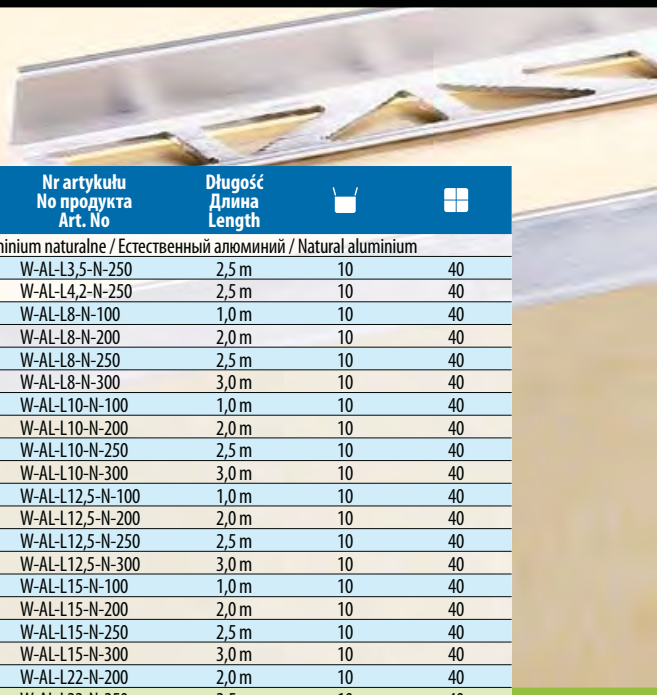 Nr artykułu Długość
No продукта Длина
Art. No Length
naturalne / Естественный алюминий / Natural aluminium
W-AL-L3,5-N-250 2,5 m 10 40
W-AL-L4,2-N-250 2,5 m 10 40
W-AL-L8-N-100 1,0 m 10 40
W-AL-L8-N-200 2,0 m 10 40
W-AL-L8-N-250 2,5 m 10 40
W-AL-L8-N-300 3,0 m 10 40
W-AL-L10-N-100 1,0 m 10 40
W-AL-L10-N-200 2,0 m 10 40
W-AL-L10-N-250 2,5 m 10 40
W-AL-L10-N-300 3,0 m 10 40
W-AL-L12,5-N-100 1,0 m 10 40
W-AL-L12,5-N-200 2,0 m 10 40
W-AL-L12,5-N-250 2,5 m 10 40
W-AL-L12,5-N-300 3,0 m 10 40
W-AL-L15-N-100 1,0 m 10 40
W-AL-L15-N-200 2,0 m 10 40
W-AL-L15-N-250 2,5 m 10 40
W-AL-L15-N-300 3,0 m 10 40
W-AL-L22-N-200 2,0 m 10 40